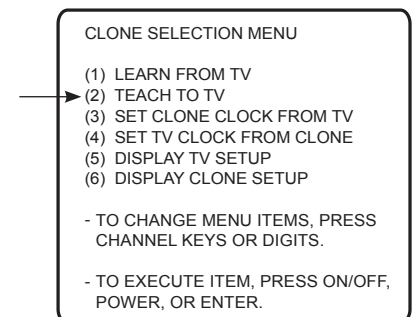 CLONE SELECTION MENU
(1) LEARN FROM TV
(2) TEACH TO TV
(3) SET CLONE CLOCK FROM TV
(4) SET TV CLOCK FROM CLONE
(5) DISPLAY TV SETUP
(6) DISPLAY CLONE SETUP
- TO CHANGE MENU ITEMS, PRESS
CHANNEL KEYS OR DIGITS.
- TO EXECUTE ITEM, PRESS ON/OFF,
POWER, OR ENTER.